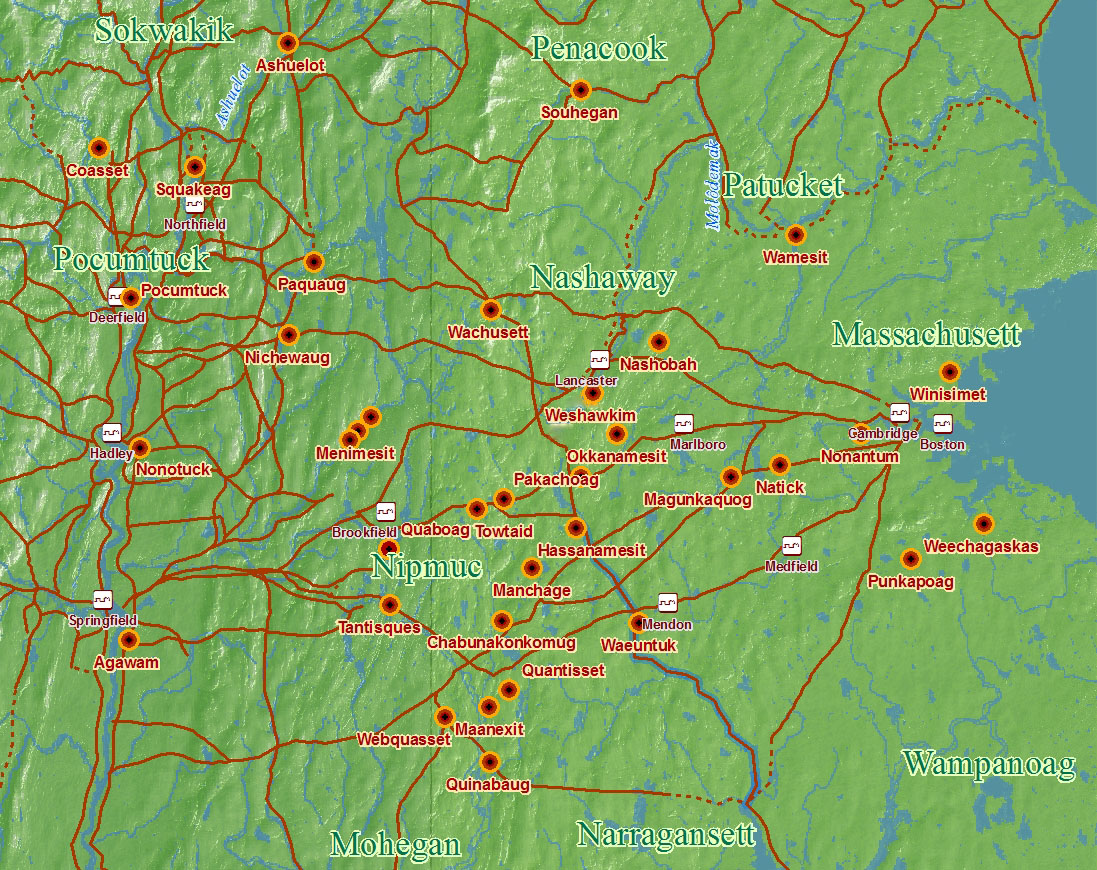 Sokwakik
Penacook
Ashuelot
Ashuelot
Souhegan
Coasset
Squakeag
Northfield
Molôdemak
Patucket
Wamesit
Pocumtuck
Paquaug
Nashaway
Pocumtuck
Deerfield
Wachusett
Massachusett
Nichewaug
Nashobah
Lancaster
Winisimet
Weshawkim
Cambridge
Marlboro
Boston
Hadley
Menimesit
Okkanamesit
Nonantum
Nonotuck
Pakachoag
Natick
Magunkaquog
Brookfield
Quaboag
Towtaid
Hassanamesit
Weechagaskas
Nipmuc
Medfield
Punkapoag
Manchage
Springfield
Tantisques
Mendon
Chabunakonkomug
Waeuntuk
Agawam
Quantisset
Maanexit
Webquasset
Wampanoag
Quinabaug
Narragansett
Mohegan